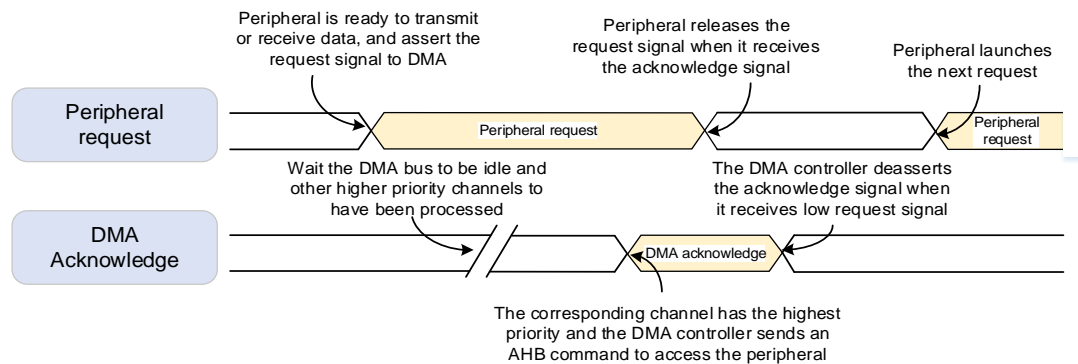 Peripheral is ready to transmit
or receive data, and assert the
request signal to DMA
Peripheral releases the
request signal when it receives
the acknowledge signal
Peripheral launches
the next request
Peripheral
request
Peripheral request
Peripheral
request
Wait the DMA bus to be idle and
other higher priority channels to
have been processed
The DMA controller deasserts
the acknowledge signal when
it receives low request signal
DMA
Acknowledge
DMA acknowledge
The corresponding channel has the highest
priority and the DMA controller sends an
AHB command to access the peripheral